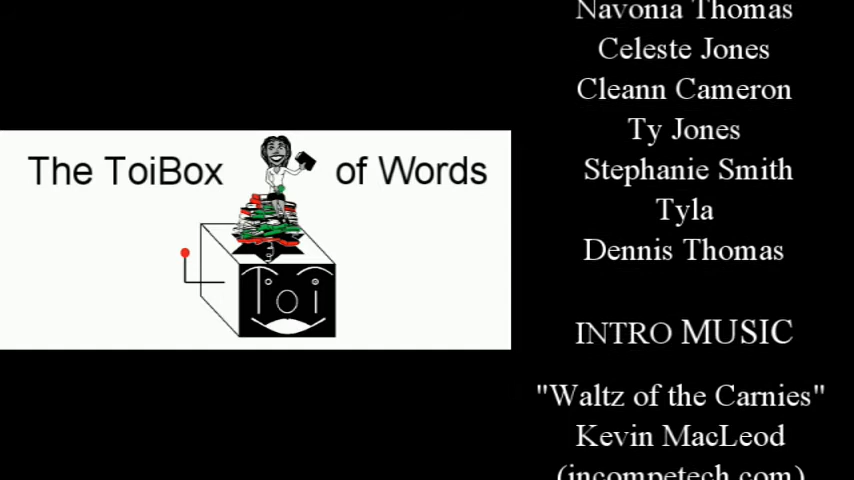 The ToiBox of Words
Toi
Navonia Thomas
Celeste Jones
Cleann Cameron
Ty Jones
Stephanie Smith
Tyla
Dennis Thomas
INTRO MUSIC
"Waltz of the Carnies"
Kevin MacLeod
(incompetech.com)